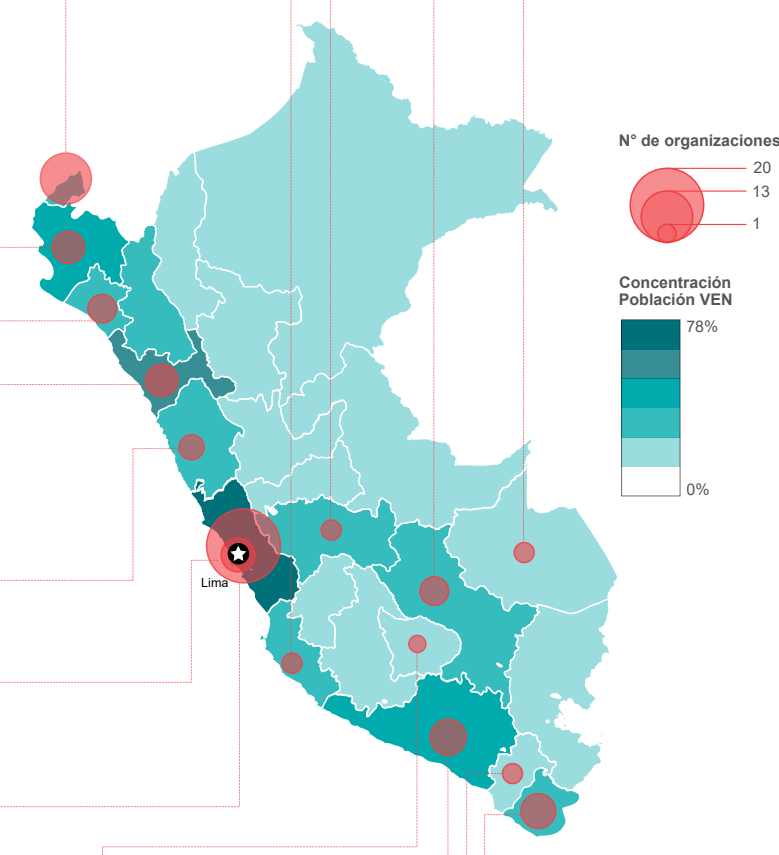 N° de organizaciones
20
13
1
Concentración
Población VEN
78%
0%
Lima